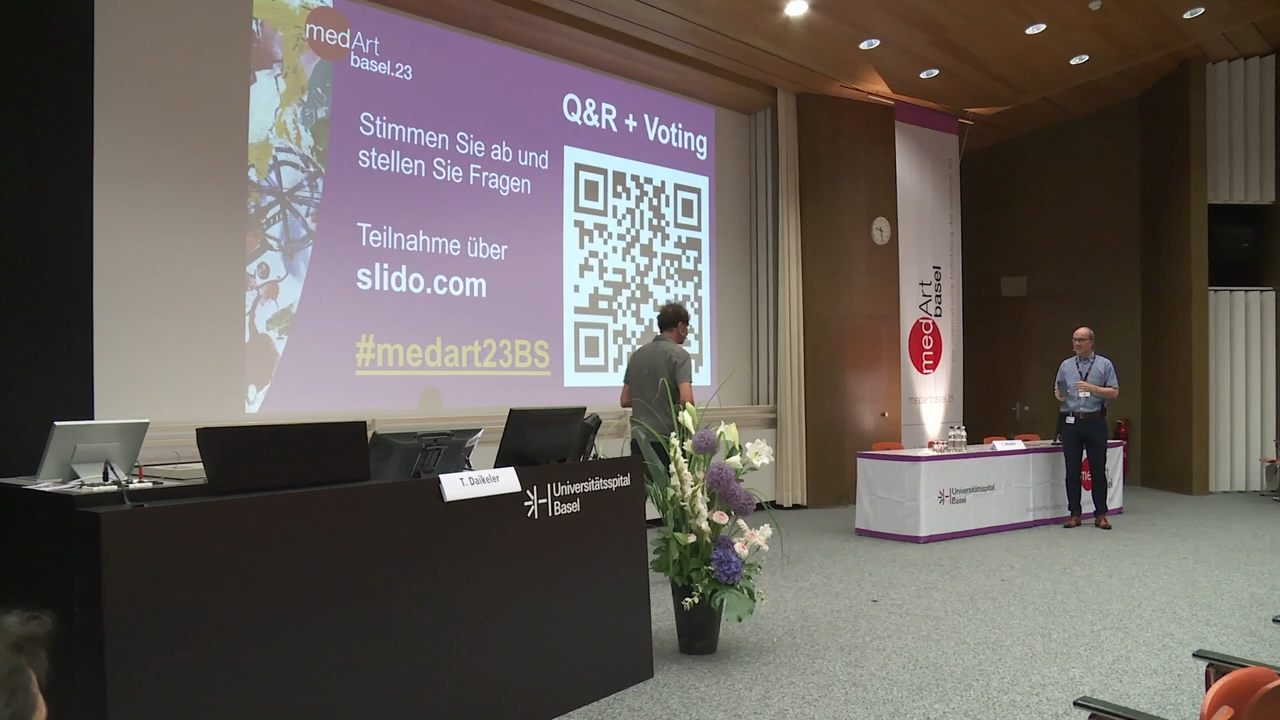 medArt
basel.23
Q&R + Voting
Stimmen Sie ab und
stellen Sie Fragen
Teilnahme über
slido.com
#medart23BS
medArt
basel
T. Daikeler
Universitätsspital
Basel
Universitätsspital
Basel